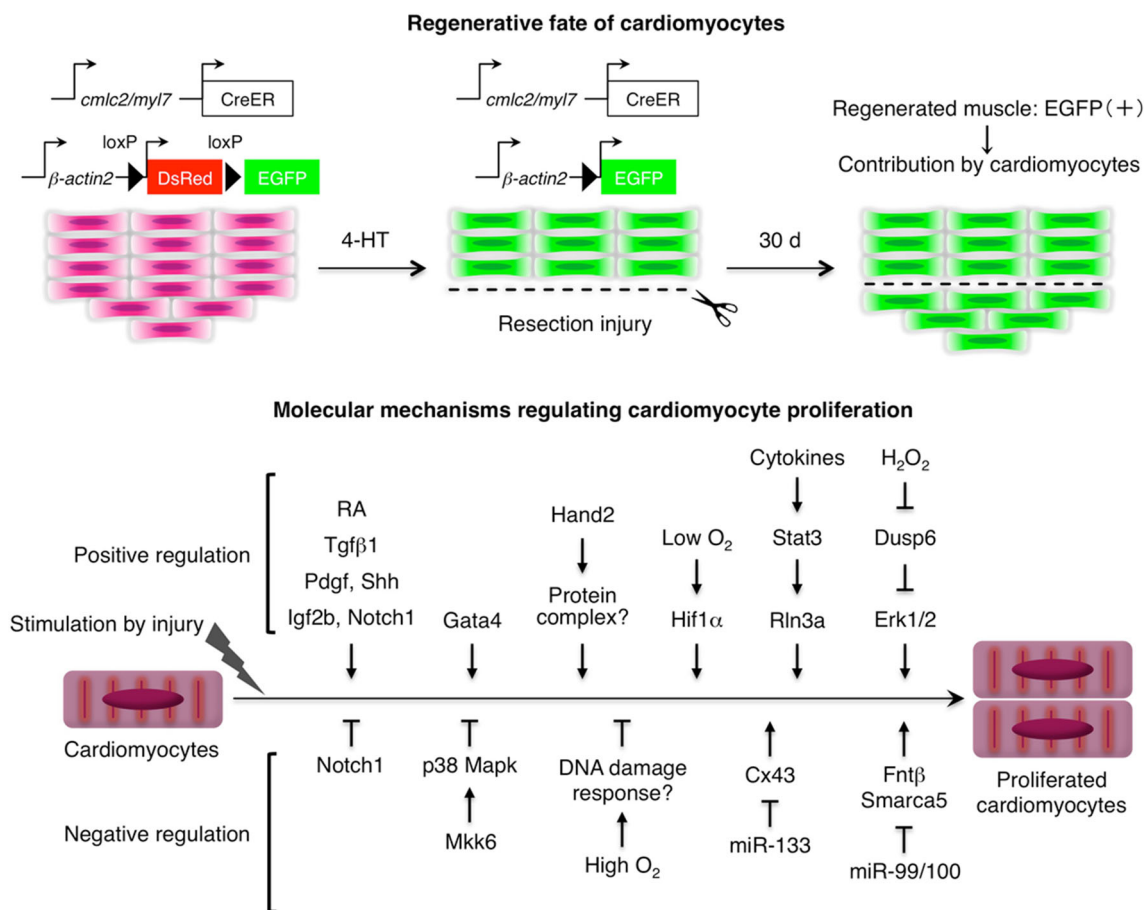 Regenerative fate of cardiomyocytes
cmlc2/myl7
CreER
loxP
loxP
β-actin2
DsRed
EGFP
cmlc2/myl7
CreER
β-actin2
EGFP
Regenerated muscle: EGFP(+)
Contribution by cardiomyocytes
4-HT
30 d
Resection injury
Molecular mechanisms regulating cardiomyocyte proliferation
Positive regulation
RA
Tgfβ1
Pdgf, Shh
Igf2b, Notch1
Gata4
Hand2
Protein
complex?
Low O₂
Hif1α
Cytokines
Stat3
Rln3a
H₂O₂
Dusp6
Erk1/2
Stimulation by injury
Cardiomyocytes
Proliferated
cardiomyocytes
Negative regulation
Notch1
p38 Mapk
Mkk6
DNA damage
response?
High O₂
Cx43
miR-133
Fntβ
Smarca5
miR-99/100